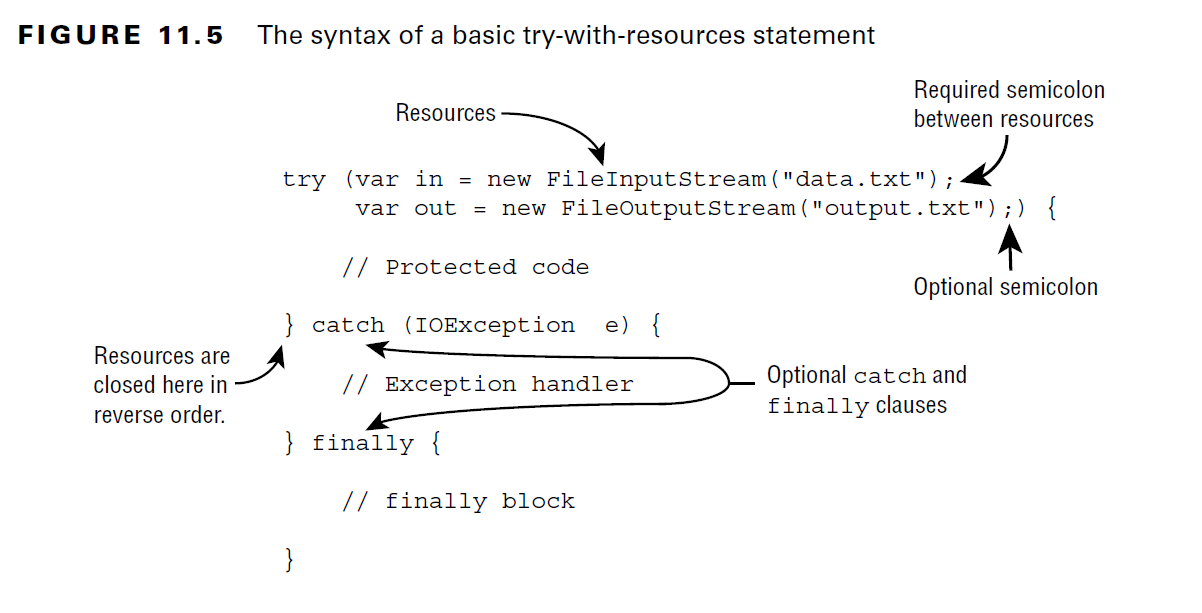 FIGURE 11.5 The syntax of a basic try-with-resources statement
Required semicolon
between resources
Resources
try (var in = new FileInputStream("data.txt");
var out = new FileOutputStream("output.txt");) {
// Protected code
Optional semicolon
} catch (IOException e) {
Resources are
closed here in
reverse order.
// Exception handler
Optional catch and
finally clauses
} finally {
// finally block
}